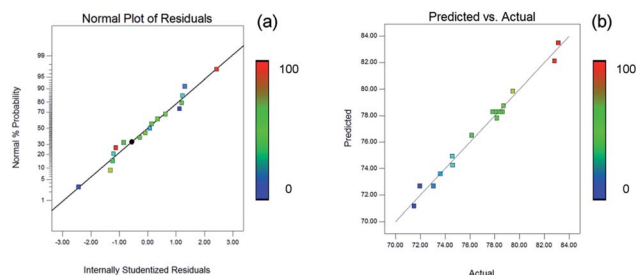 Normal Plot of Residuals
(a)
Normal % Probability
99
95
90
80
70
50
30
20
10
5
1
-3.00 -2.00 -1.00 0.00 1.00 2.00 3.00
Internally Studentized Residuals
100
0
Predicted vs. Actual
(b)
Predicted
84.00
82.00
80.00
78.00
76.00
74.00
72.00
70.00
70.00 72.00 74.00 76.00 78.00 80.00 82.00 84.00
Actual
100
0